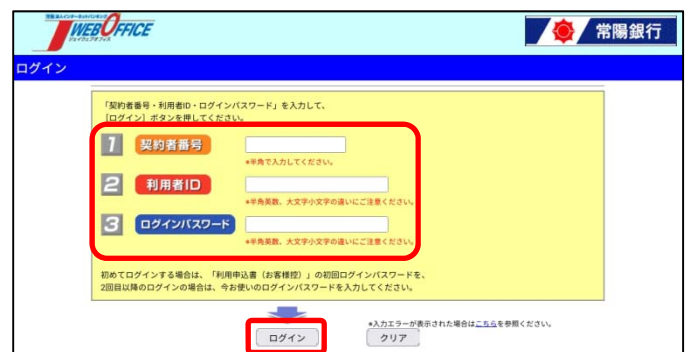 WEBOFFICE
ジェイウェブオフィス
常陽銀行
ログイン
「契約者番号・利用者ID・ログインパスワード」を入力して、
［ログイン］ボタンを押してください。
1 契約者番号
*半角で入力してください。
2 利用者ID
*半角英数、大文字小文字の違いにご注意ください。
3 ログインパスワード
*半角英数、大文字小文字の違いにご注意ください。
初めてログインする場合は、「利用申込書（お客様控）」の初回ログインパスワードを、
2回目以降のログインの場合は、今お使いのログインパスワードを入力してください。
*入力エラーが表示された場合はこちらを参照ください。
ログイン クリア